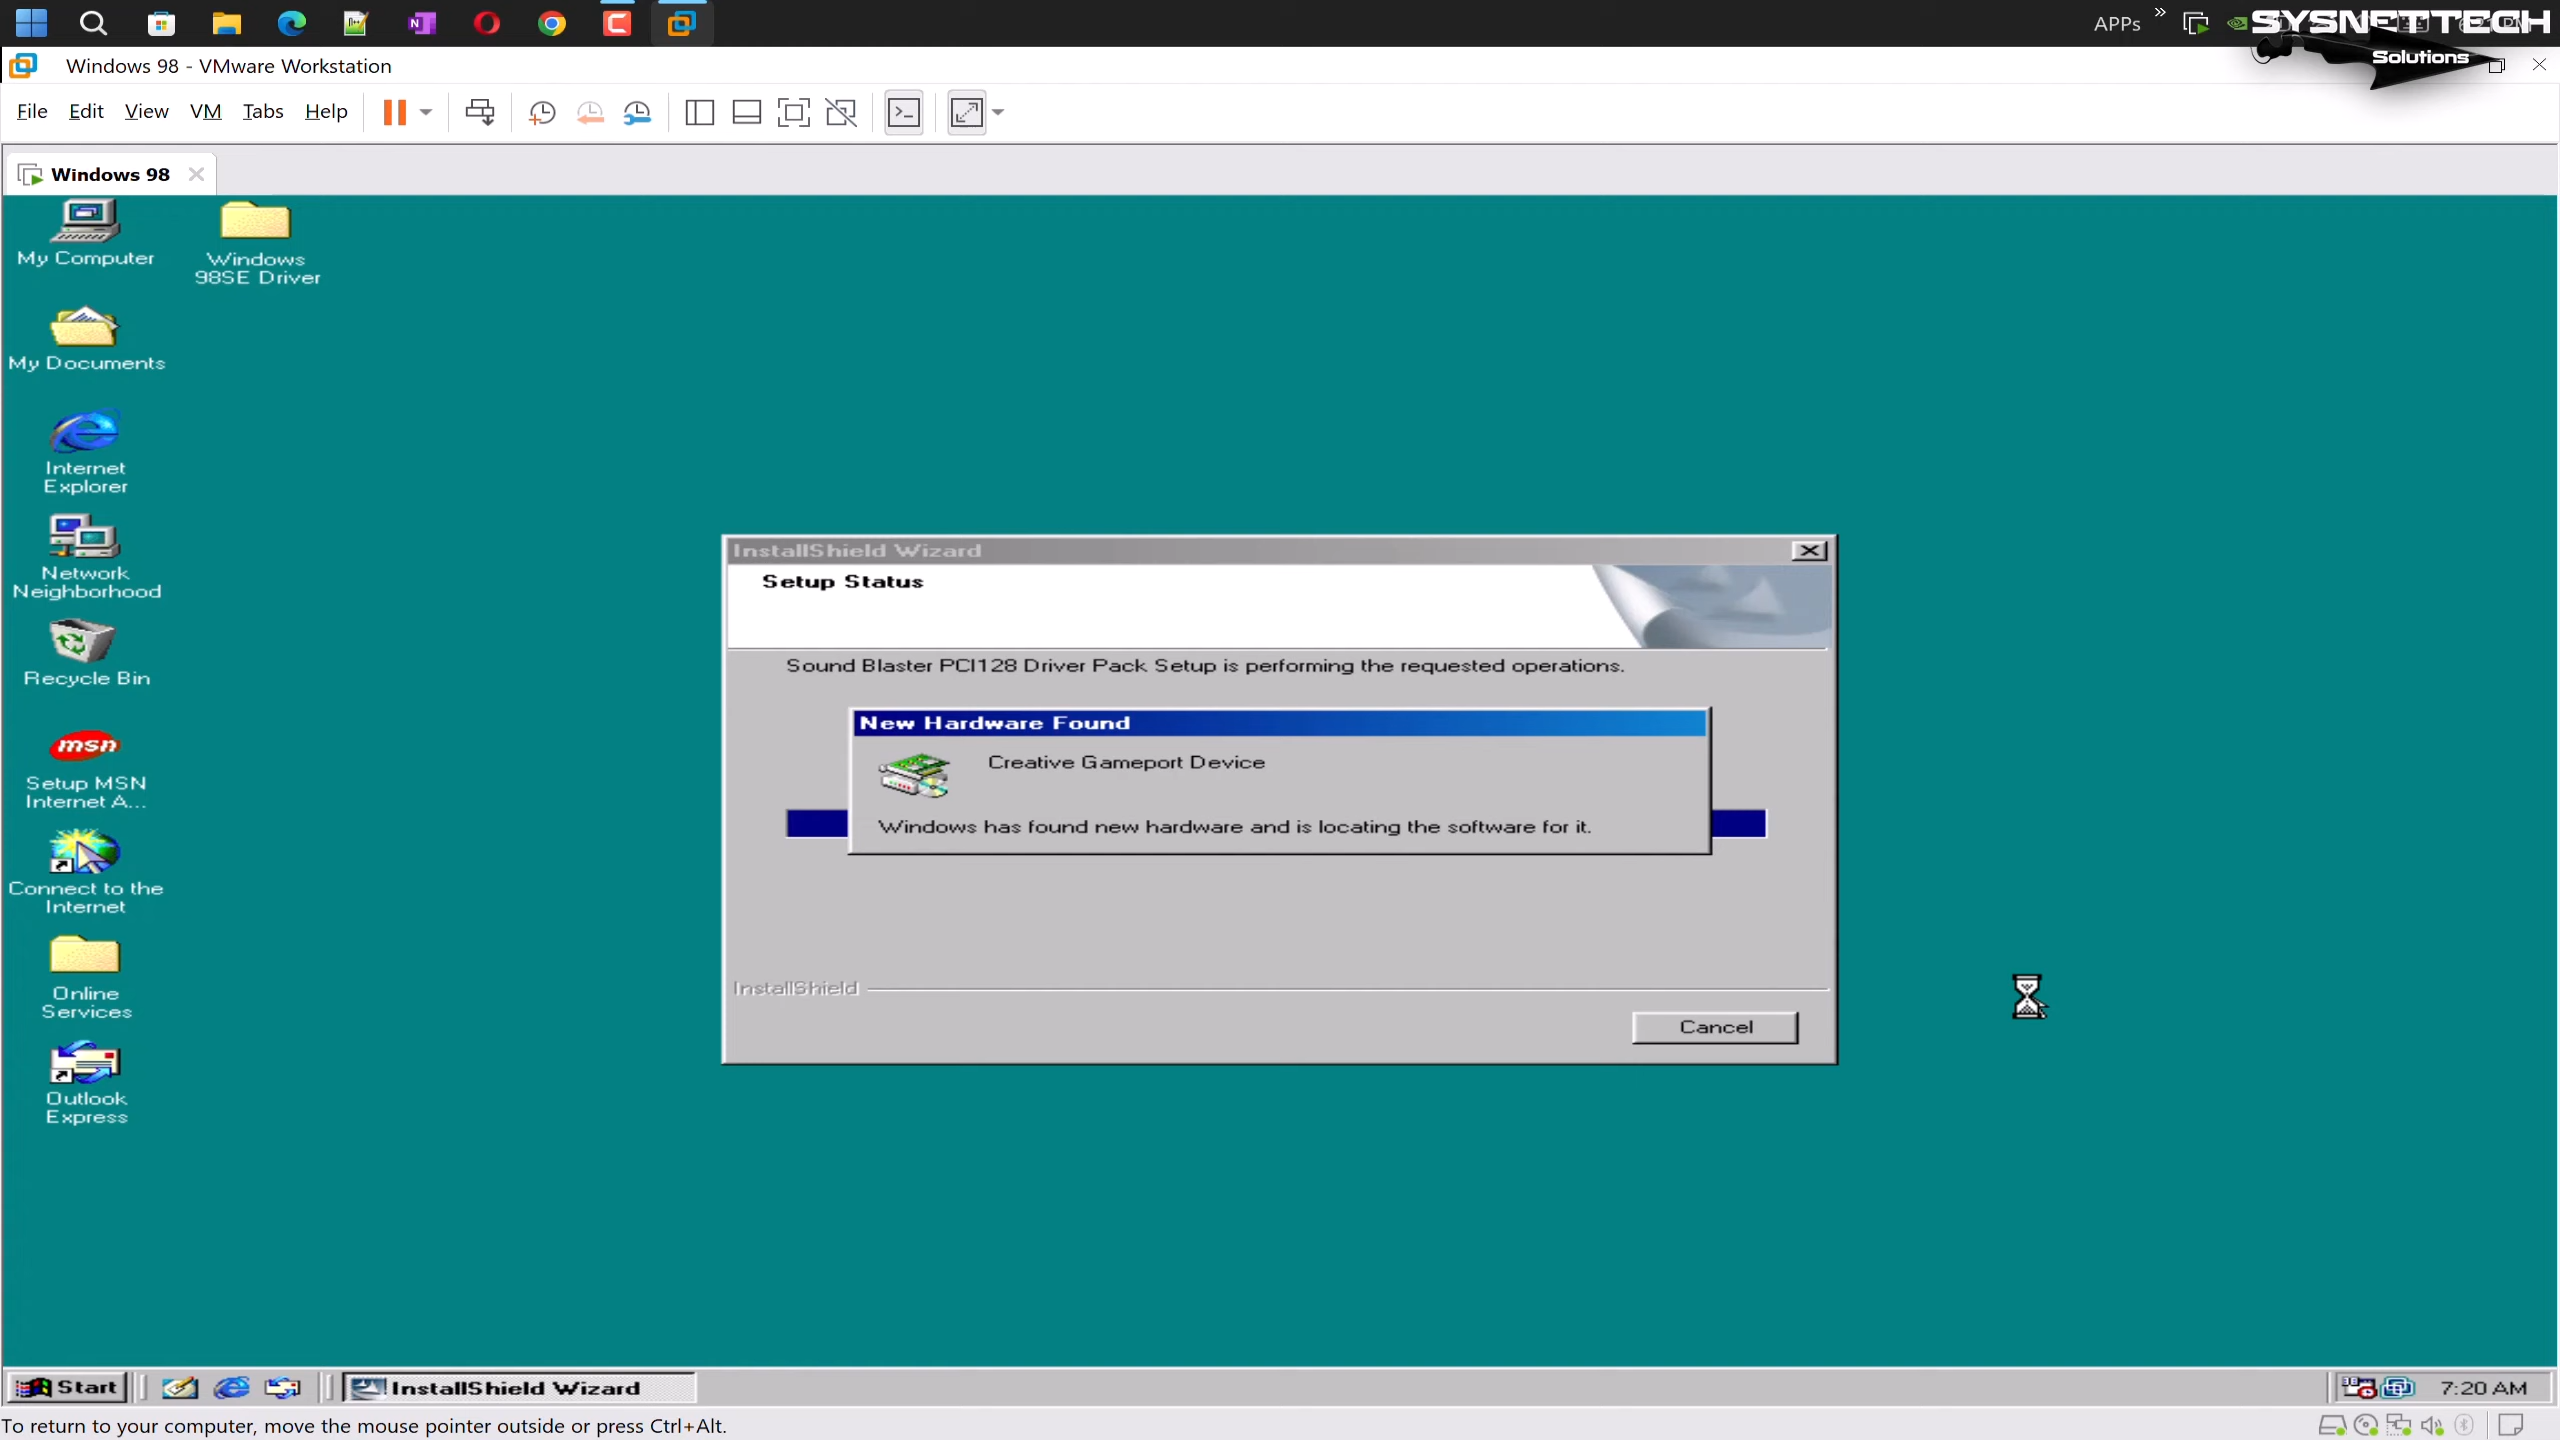 APPs
SYSNETTECH
Solutions
Windows 98 - VMware Workstation
File Edit View VM Tabs Help
Windows 98
My Computer
Windows
98SE Driver
My Documents
Internet
Explorer
Network
Neighborhood
Recycle Bin
msn
Setup MSN
Internet A...
Connect to the
Internet
Online
Services
Outlook
Express
InstallShield Wizard
Setup Status
Sound Blaster PCI128 Driver Pack Setup is performing the requested operations.
New Hardware Found
Creative Gameport Device
Windows has found new hardware and is locating the software for it.
InstallShield
Cancel
Start
InstallShield Wizard
7:20 AM
To return to your computer, move the mouse pointer outside or press Ctrl+Alt.